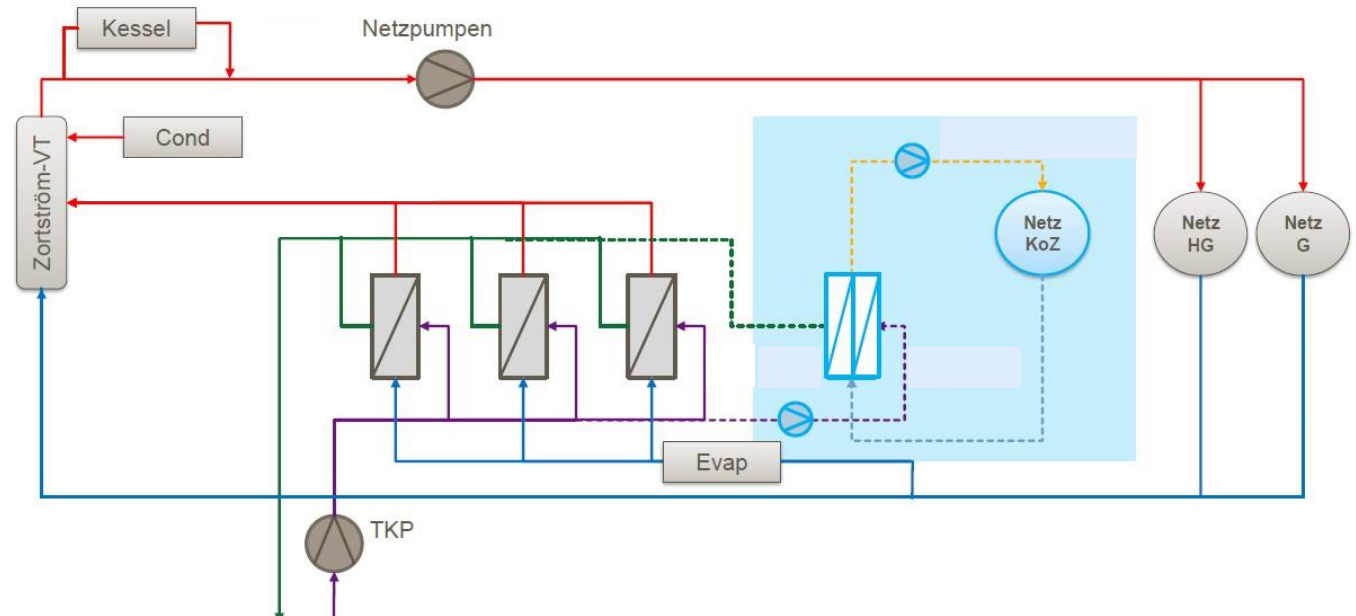 Kessel
Netzpumpen
Zortström-VT
Cond
Netz
KoZ
Netz
HG
Netz
G
Evap
TKP